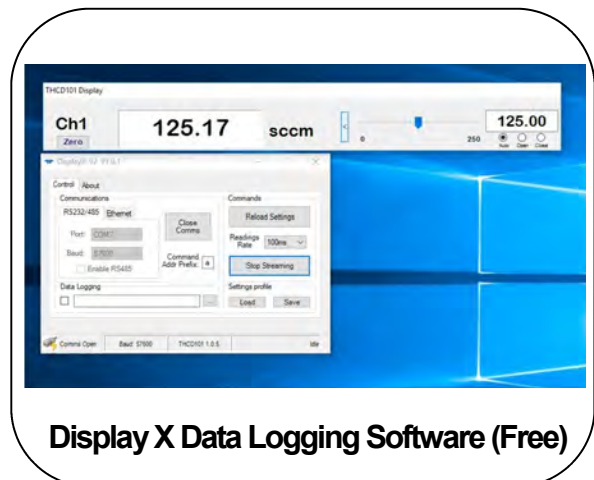 THCD101 Display
Ch1 125.17 sccm < 0 250 125.00
Zero Auto Open Close
Control About
Communications Commands
RS232/485 Ethernet Close Comms Reload Settings
Port: COM7 Readings Rate 100ms
Baud: 57600 Command Addr Prefix: a
Enable RS485 Stop Streaming
Data Logging ... Settings profile
Load Save
Comms Open Baud: 57600 THCD101 1.0.5 Idle
Display X Data Logging Software (Free)